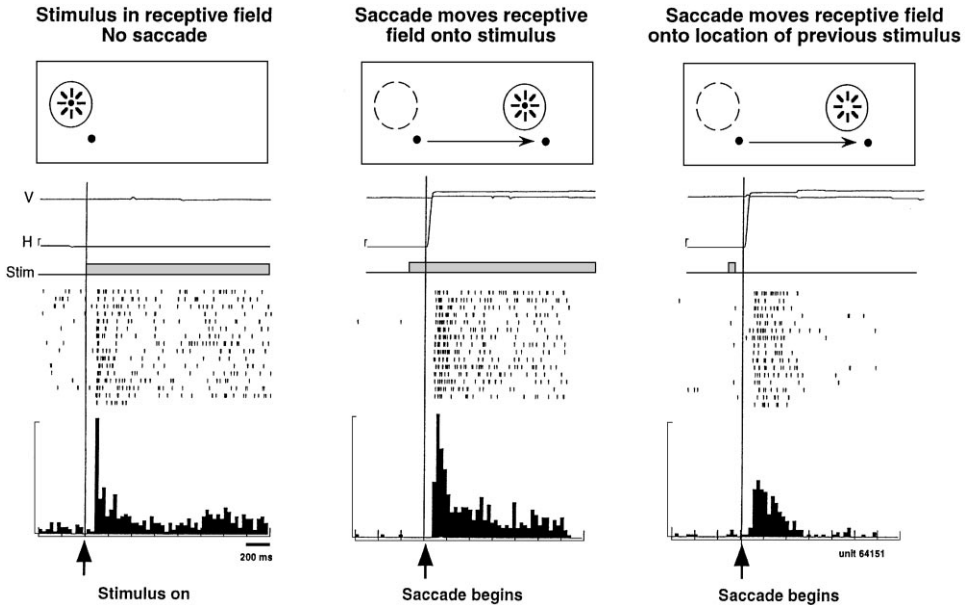 Stimulus in receptive field
No saccade
Saccade moves receptive
field onto stimulus
Saccade moves receptive field
onto location of previous stimulus
V
H
Stim
200 ms
unit 64151
Stimulus on
Saccade begins
Saccade begins